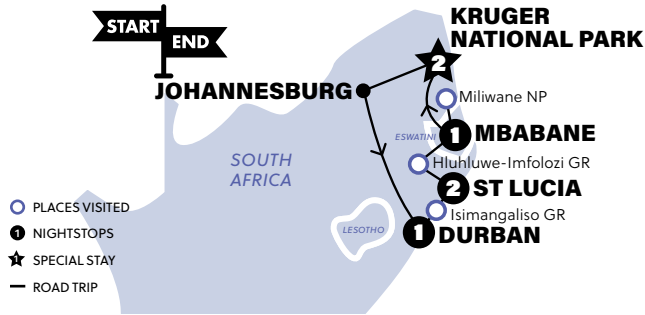 START
END
KRUGER
NATIONAL PARK
2
JOHANNESBURG
Miliwane NP
ESWATINI
1 MBABANE
SOUTH
AFRICA
Hluhluwe-Imfolozi GR
2 ST LUCIA
Isimangaliso GR
LESOTHO
1 DURBAN
PLACES VISITED
1 NIGHTSTOPS
1 SPECIAL STAY
ROAD TRIP